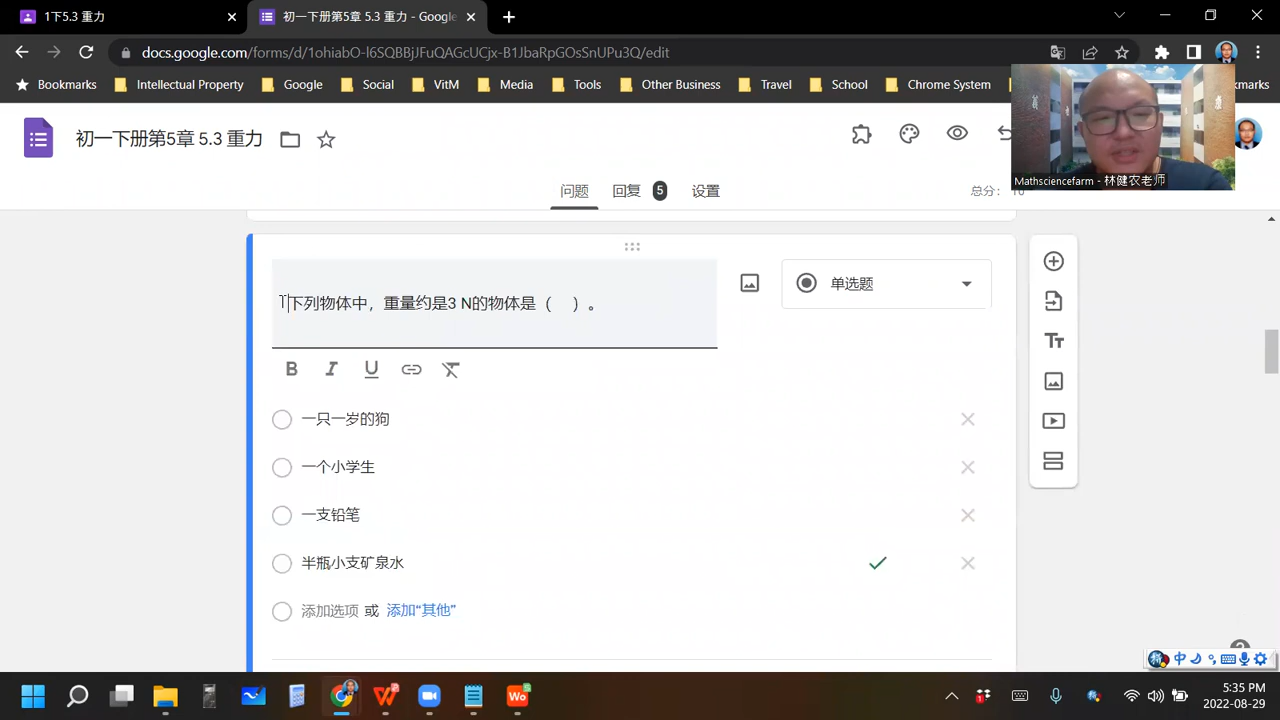 1下5.3 重力
初一下册第5章 5.3 重力 - Google
docs.google.com/forms/d/1ohiabO-I6SQBBiJFuQAGcUCjx-B1JbaRpGOsSnUPu3Q/edit
Bookmarks
Intellectual Property
Google
Social
Media
Tools
Other Business
Travel
School
Chrome System
初一下册第5章 5.3 重力
Mathsciencefarm - 林健农老师
问题
回复
5
设置
总分：
下列物体中，重量约是3 N的物体是（ ）。
单选题
B
I
U
一只一岁的狗
一个小学生
一支铅笔
半瓶小支矿泉水
添加选项 或 添加“其他”
中
5:35 PM
2022-08-29